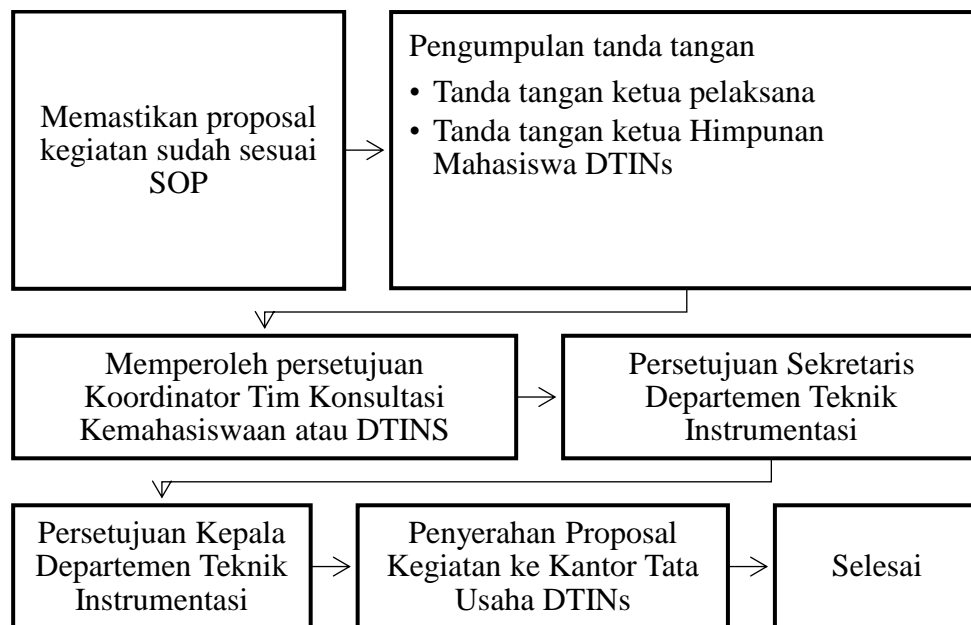 Memastikan proposal
kegiatan sudah sesuai
SOP
Pengumpulan tanda tangan
• Tanda tangan ketua pelaksana
• Tanda tangan ketua Himpunan
Mahasiswa DTINs
Memperoleh persetujuan
Koordinator Tim Konsultasi
Kemahasiswaan atau DTINS
Persetujuan Sekretaris
Departemen Teknik
Instrumentasi
Persetujuan Kepala
Departemen Teknik
Instrumentasi
Penyerahan Proposal
Kegiatan ke Kantor Tata
Usaha DTINs
Selesai